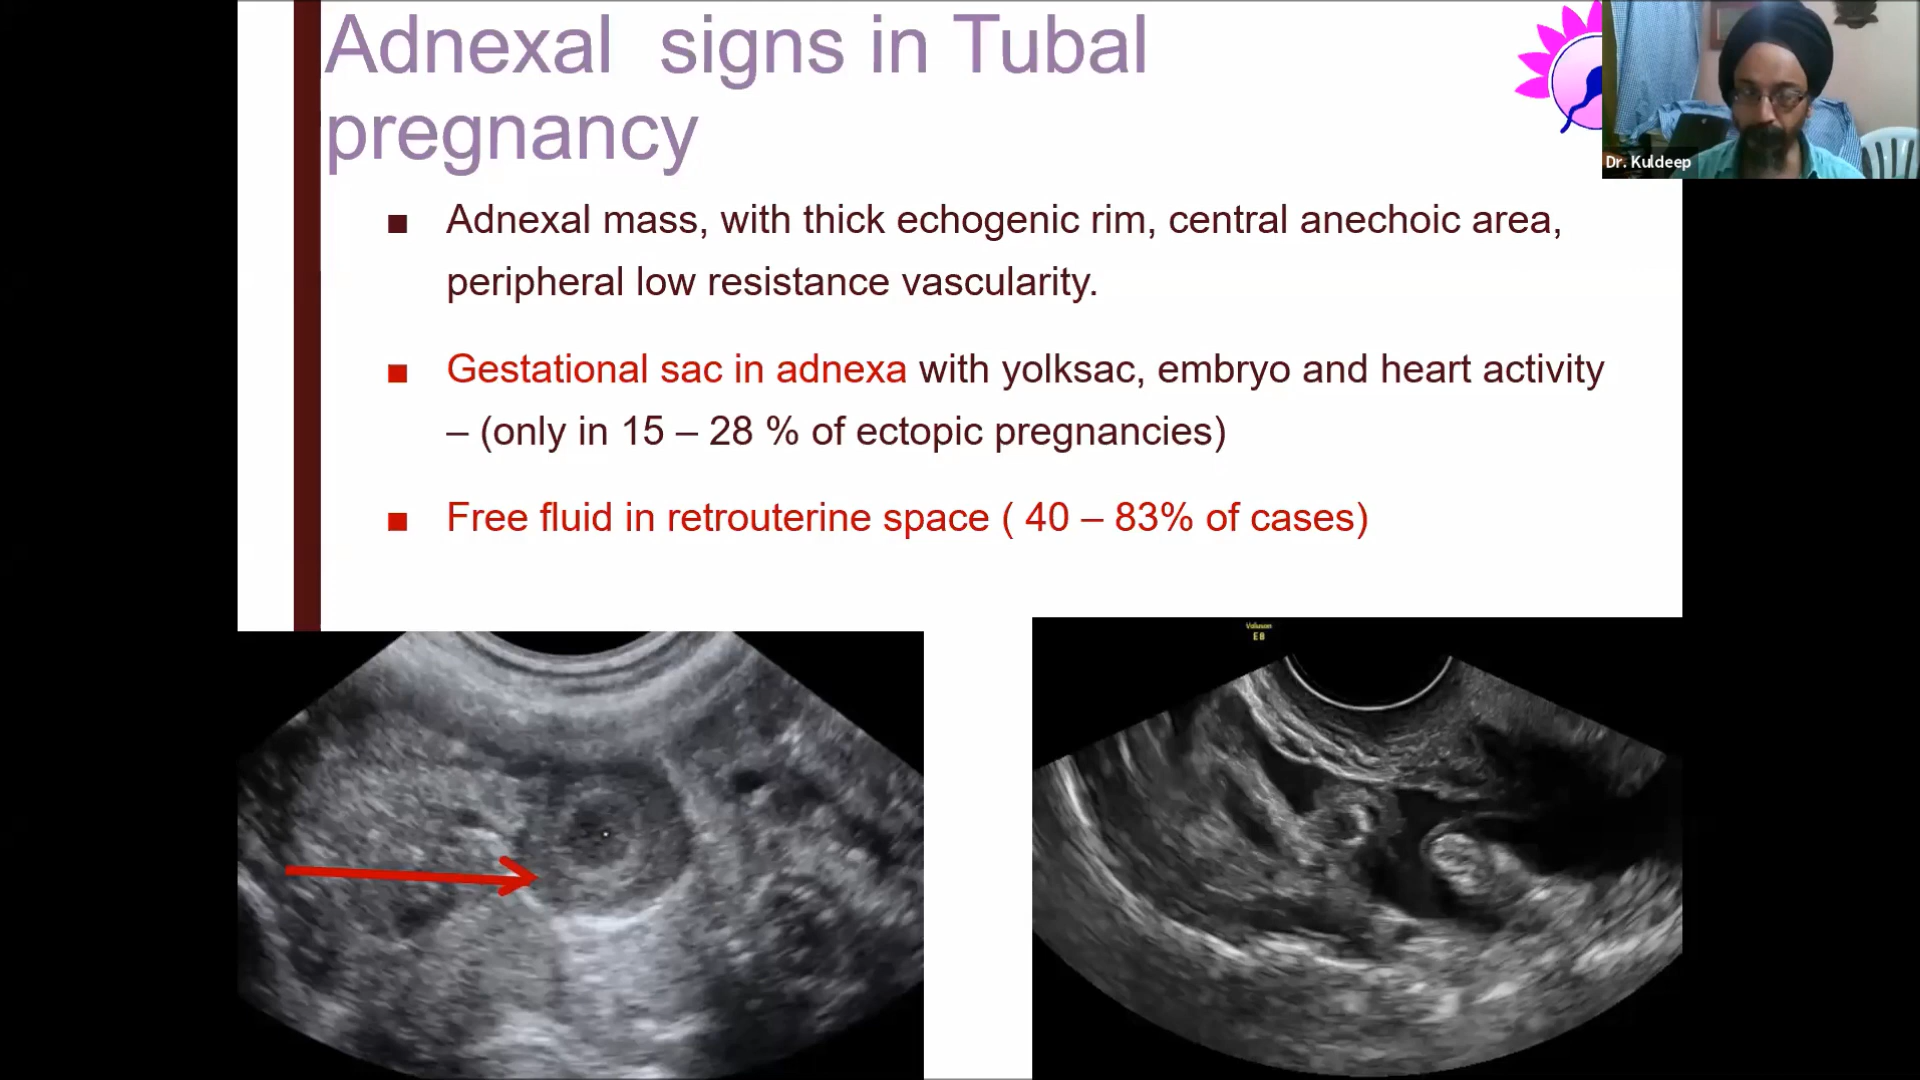 Adnexal signs in Tubal
pregnancy
Dr. Kuldeep
■ Adnexal mass, with thick echogenic rim, central anechoic area,
peripheral low resistance vascularity.
■ Gestational sac in adnexa with yolksac, embryo and heart activity
– (only in 15 – 28 % of ectopic pregnancies)
■ Free fluid in retrouterine space ( 40 – 83% of cases)
Voluson
E8